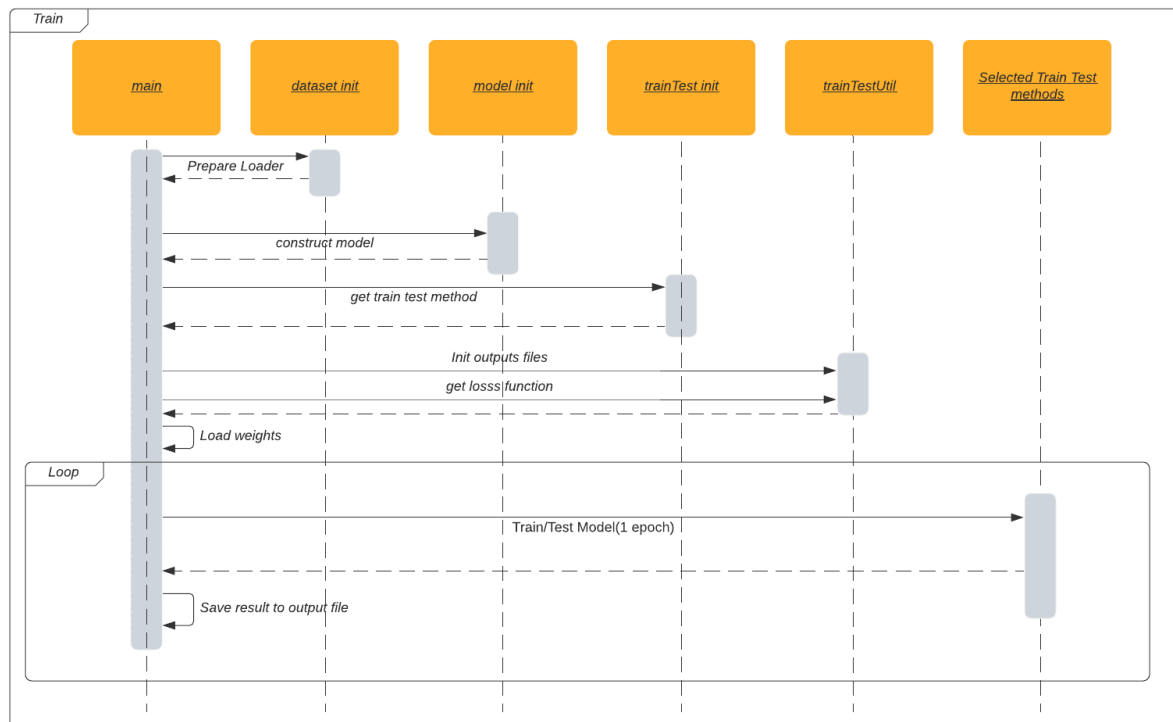 Train
main
dataset init
model init
trainTest init
trainTestUtil
Selected Train Test
methods
Prepare Loader
construct model
get train test method
Init outputs files
get losss function
Load weights
Loop
Train/Test Model(1 epoch)
Save result to output file